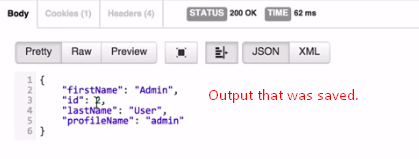 Body Cookies (1) Headers (4) STATUS 200 OK TIME 62 ms
Pretty Raw Preview JSON XML
1 {
2 "firstName": "Admin",
3 "id": 2,
4 "lastName": "User",
5 "profileName": "admin"
6 }
Output that was saved.